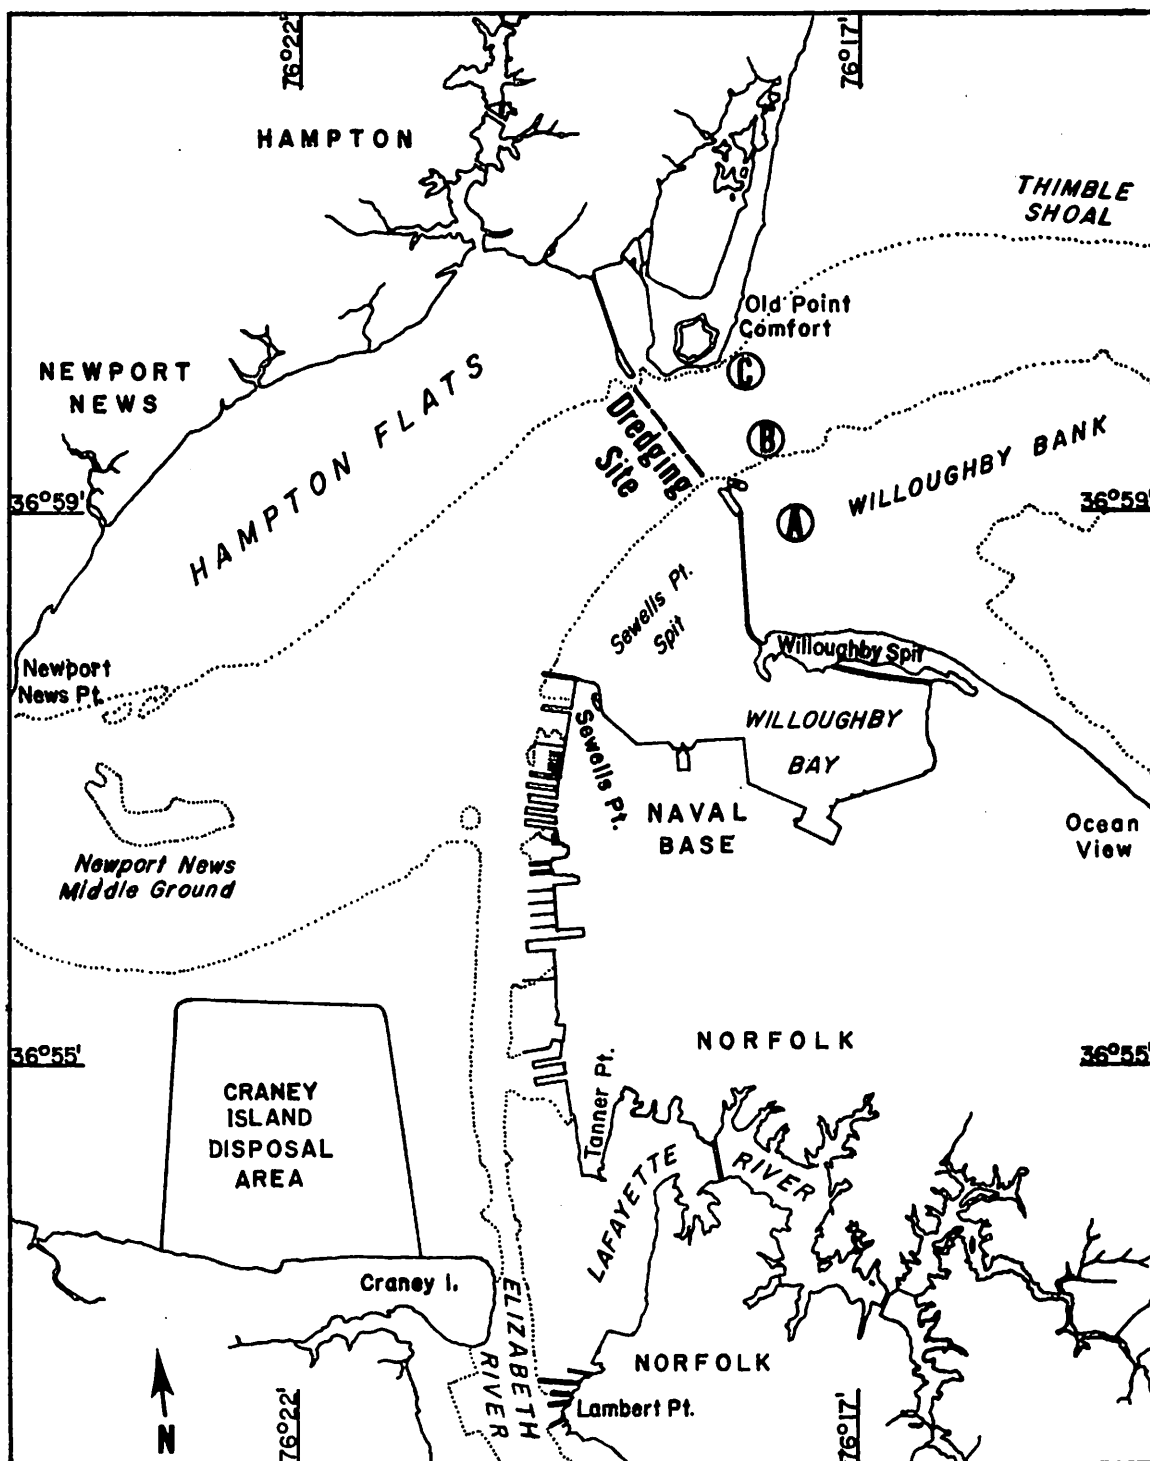 76°22'
76°17'
HAMPTON
THIMBLE
SHOAL
Old Point
Comfort
NEWPORT
NEWS
C
HAMPTON FLATS
Dredging
Site
B
WILLOUGHBY BANK
36°59'
36°59'
A
Sewells Pt.
Spit
Willoughby Spit
Newport
News Pt.
WILLOUGHBY
BAY
Sewells Pt.
NAVAL
BASE
Ocean
View
Newport News
Middle Ground
NORFOLK
36°55'
36°55'
CRANEY
ISLAND
DISPOSAL
AREA
Tanner Pt.
LAFAYETTE
RIVER
Craney I.
ELIZABETH
RIVER
NORFOLK
Lambert Pt.
N
76°22'
76°17'